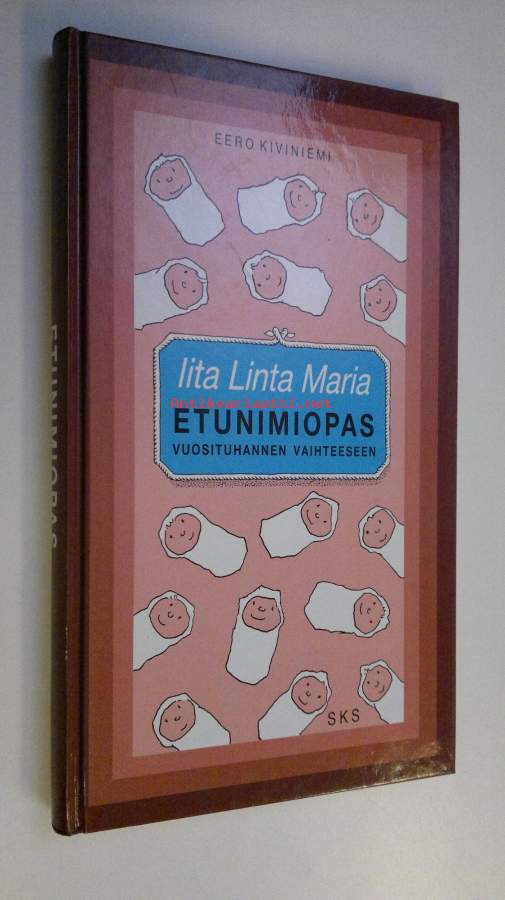 EERO KIVINIEMI
Iita Linta Maria
antikvariaatti.net
ETUNIMIOPAS
VUOSITUHANNEN VAIHTEESEEN
SKS
ETUNIMIOPAS